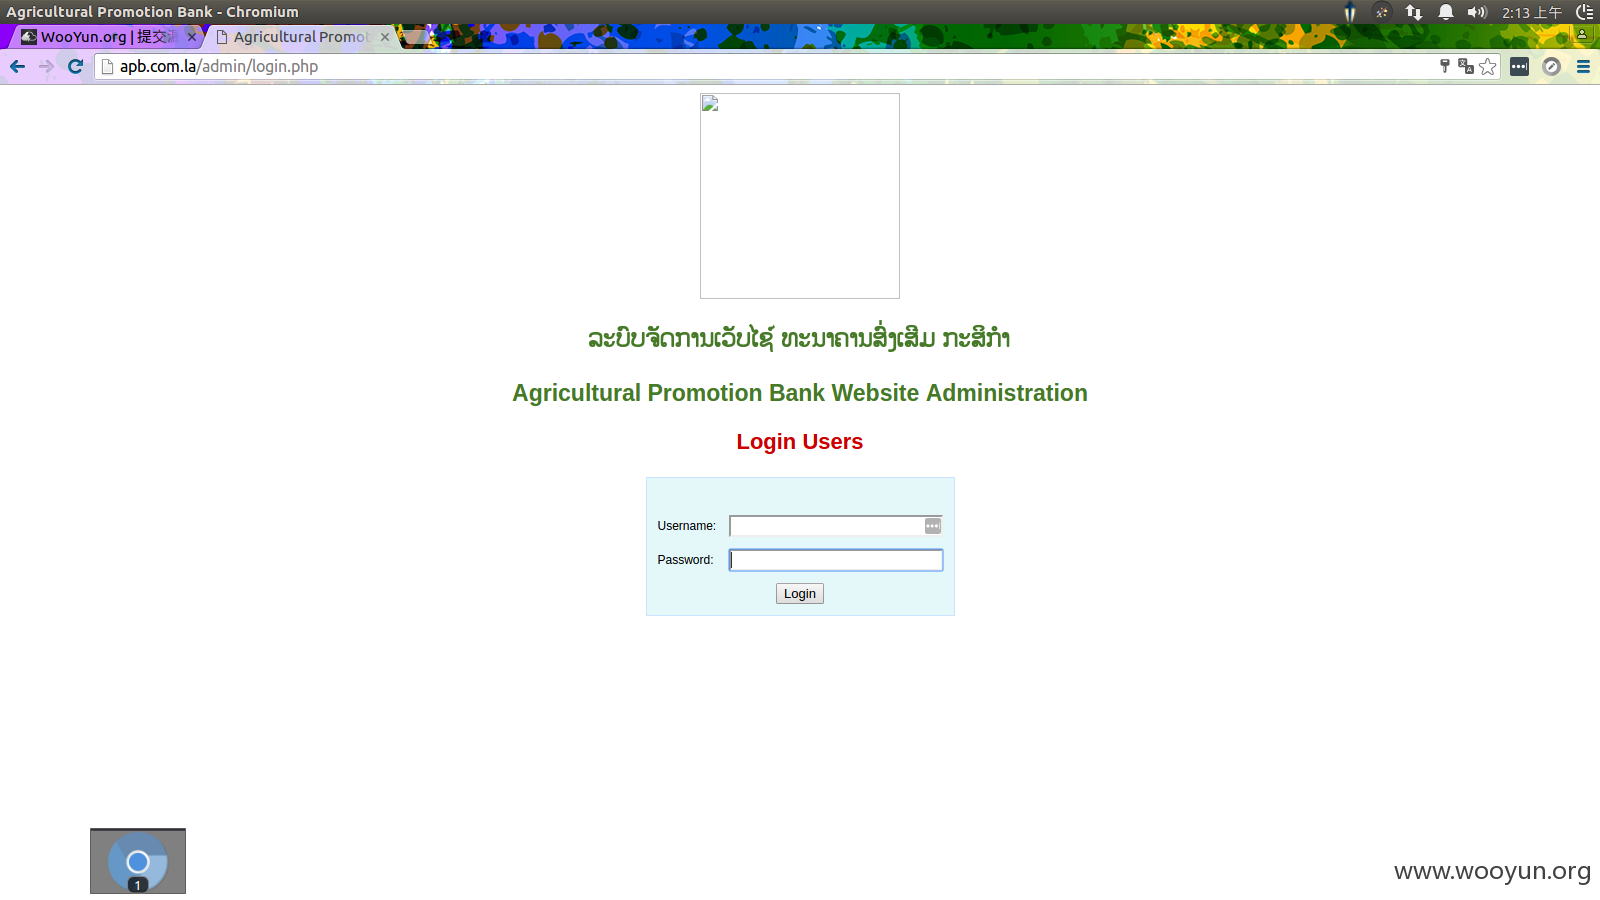 Agricultural Promotion Bank - Chromium
2:13 上午
WooYun.org | 提交漏
Agricultural Promot
apb.com.la/admin/login.php
ລະບົບຈັດການເວັບໄຊ້ ທະນາຄານສົ່ງເສີມ ກະສິກຳ
Agricultural Promotion Bank Website Administration
Login Users
Username:
Password:
Login
1
www.wooyun.org